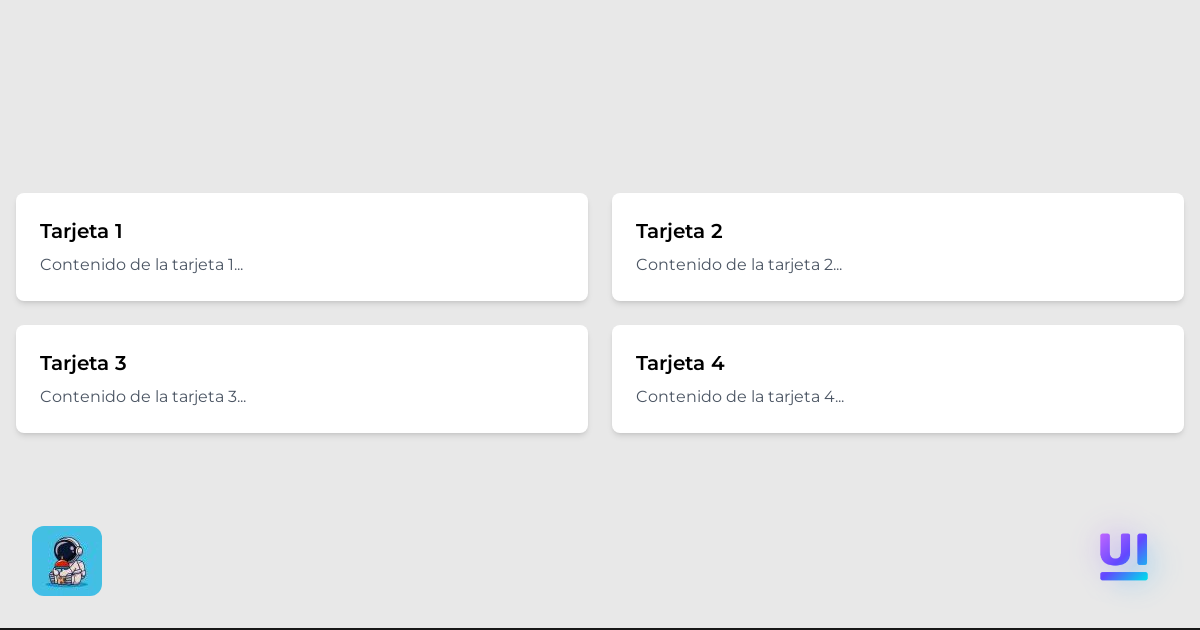 Tarjeta 1
Contenido de la tarjeta 1...
Tarjeta 2
Contenido de la tarjeta 2...
Tarjeta 3
Contenido de la tarjeta 3...
Tarjeta 4
Contenido de la tarjeta 4...
UI